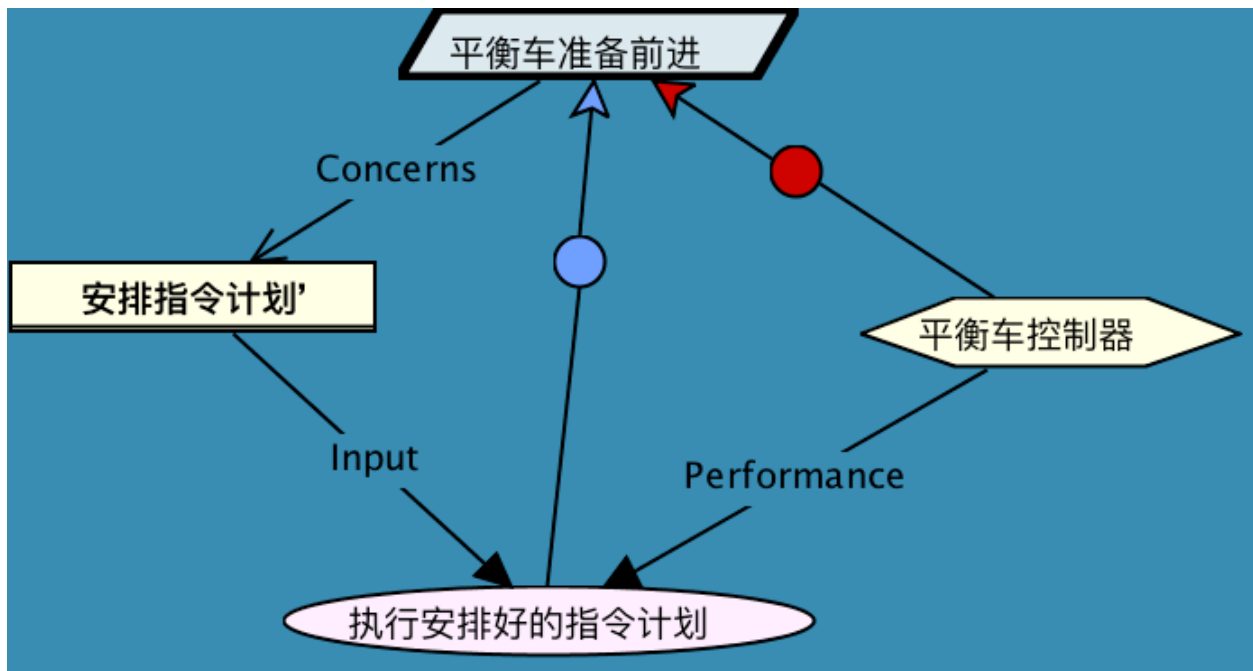 平衡车准备前进
Concerns
安排指令计划’
平衡车控制器
Input
Performance
执行安排好的指令计划